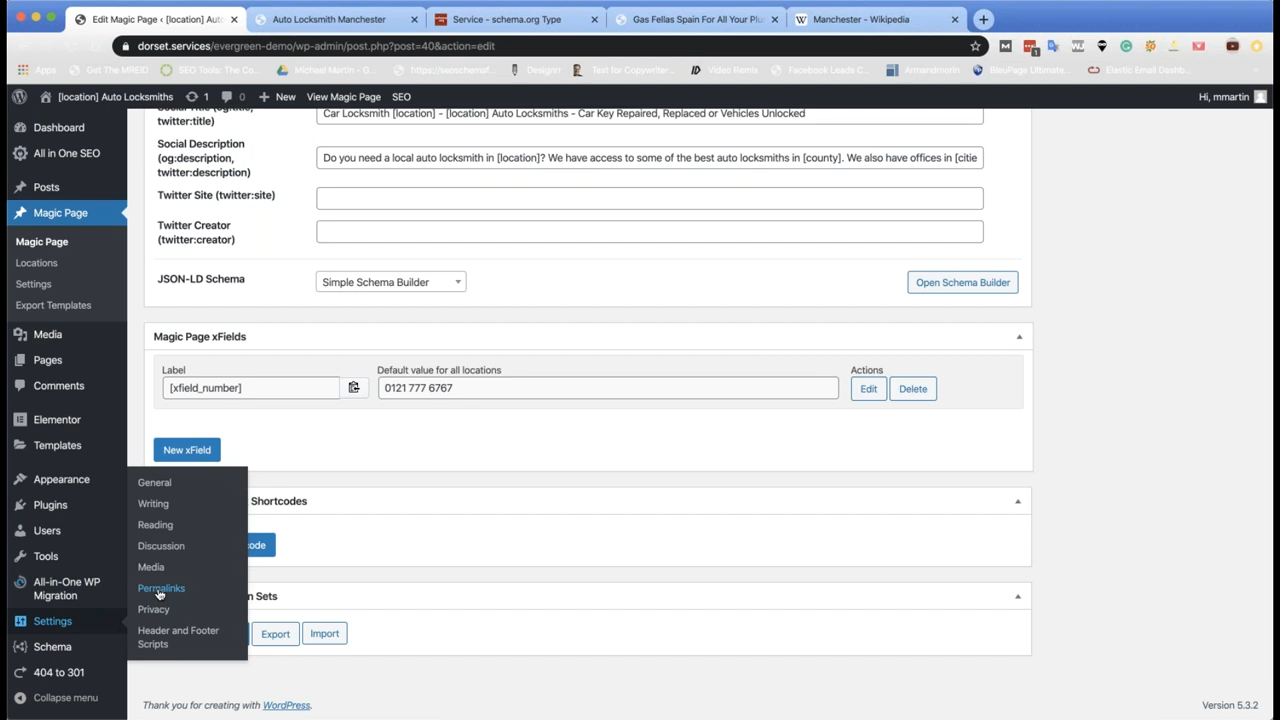 Edit Magic Page ‹ [location] Auto
Auto Locksmith Manchester
Service - schema.org Type
Gas Fellas Spain For All Your Plu
Manchester - Wikipedia
dorset.services/evergreen-demo/wp-admin/post.php?post=40&action=edit
Apps
Get The MREID
SEO Tools: The Co...
Michael Martin - G...
https://seoschemaf...
Designrr
Test for Copywriter...
Video Remix
Facebook Leads C...
Armandmorin
BleuPage Ultimate...
Elastic Email Dashb...
[location] Auto Locksmiths
1
0
New
View Magic Page
SEO
Hi, mmartin
Dashboard
All in One SEO
Posts
Magic Page
Magic Page
Locations
Settings
Export Templates
Media
Pages
Comments
Elementor
Templates
Appearance
Plugins
Users
Tools
All-in-One WP
Migration
Settings
Schema
404 to 301
Collapse menu
General
Writing
Reading
Discussion
Media
Permalinks
Privacy
Header and Footer
Scripts
Social Title (og:title,
twitter:title)
Car Locksmith [location] - [location] Auto Locksmiths - Car Key Repaired, Replaced or Vehicles Unlocked
Social Description
(og:description,
twitter:description)
Do you need a local auto locksmith in [location]? We have access to some of the best auto locksmiths in [county]. We also have offices in [citie
Twitter Site (twitter:site)
Twitter Creator
(twitter:creator)
JSON-LD Schema
Simple Schema Builder
Open Schema Builder
Magic Page xFields
Label
Default value for all locations
Actions
[xfield_number]
0121 777 6767
Edit
Delete
New xField
Shortcodes
ode
n Sets
Export
Import
Thank you for creating with WordPress.
Version 5.3.2